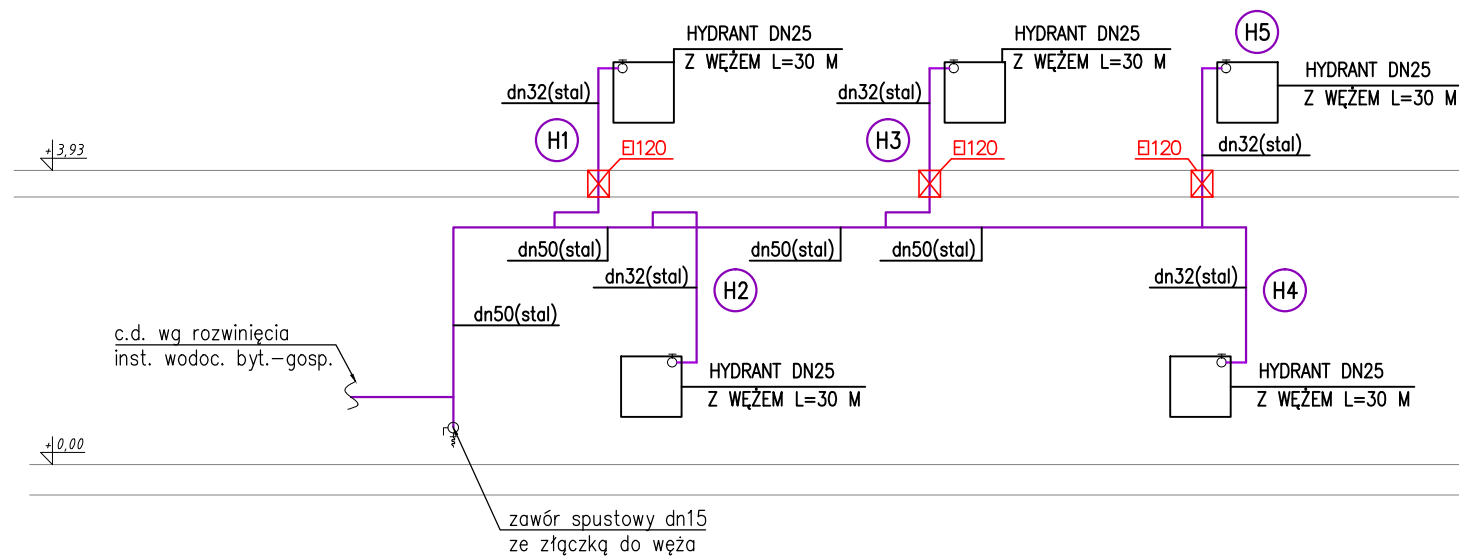 HYDRANT DN25
Z WĘŻEM L=30 M
HYDRANT DN25
Z WĘŻEM L=30 M
H5
HYDRANT DN25
Z WĘŻEM L=30 M
dn32(stal)
dn32(stal)
H1
H3
dn32(stal)
+3,93
EI120
EI120
EI120
dn50(stal)
dn50(stal)
dn50(stal)
dn32(stal)
H2
dn32(stal)
H4
dn50(stal)
c.d. wg rozwinięcia
inst. wodoc. byt.-gosp.
HYDRANT DN25
Z WĘŻEM L=30 M
HYDRANT DN25
Z WĘŻEM L=30 M
+0,00
zawór spustowy dn15
ze złączką do węża